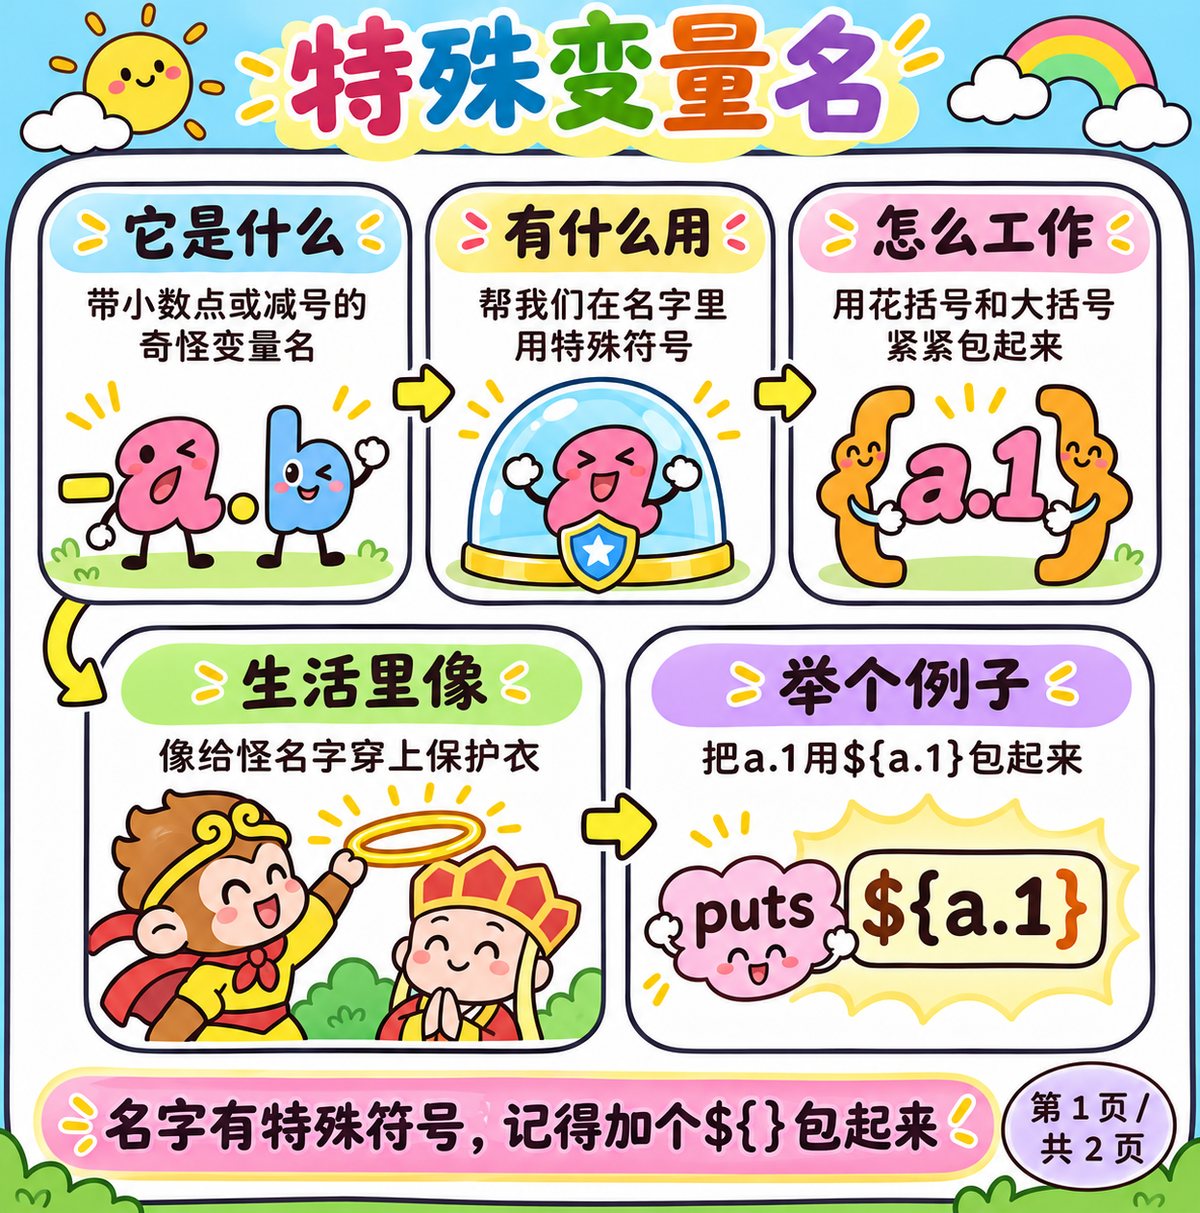 特殊变量名
它是什么
带小数点或减号的
奇怪变量名
-a.b
有什么用
帮我们在名字里
用特殊符号
a
怎么工作
用花括号和大括号
紧紧包起来
{a.1}
生活里像
像给怪名字穿上保护衣
举个例子
把a.1用${a.1}包起来
puts ${a.1}
名字有特殊符号，记得加个${}包起来
第1页/
共2页